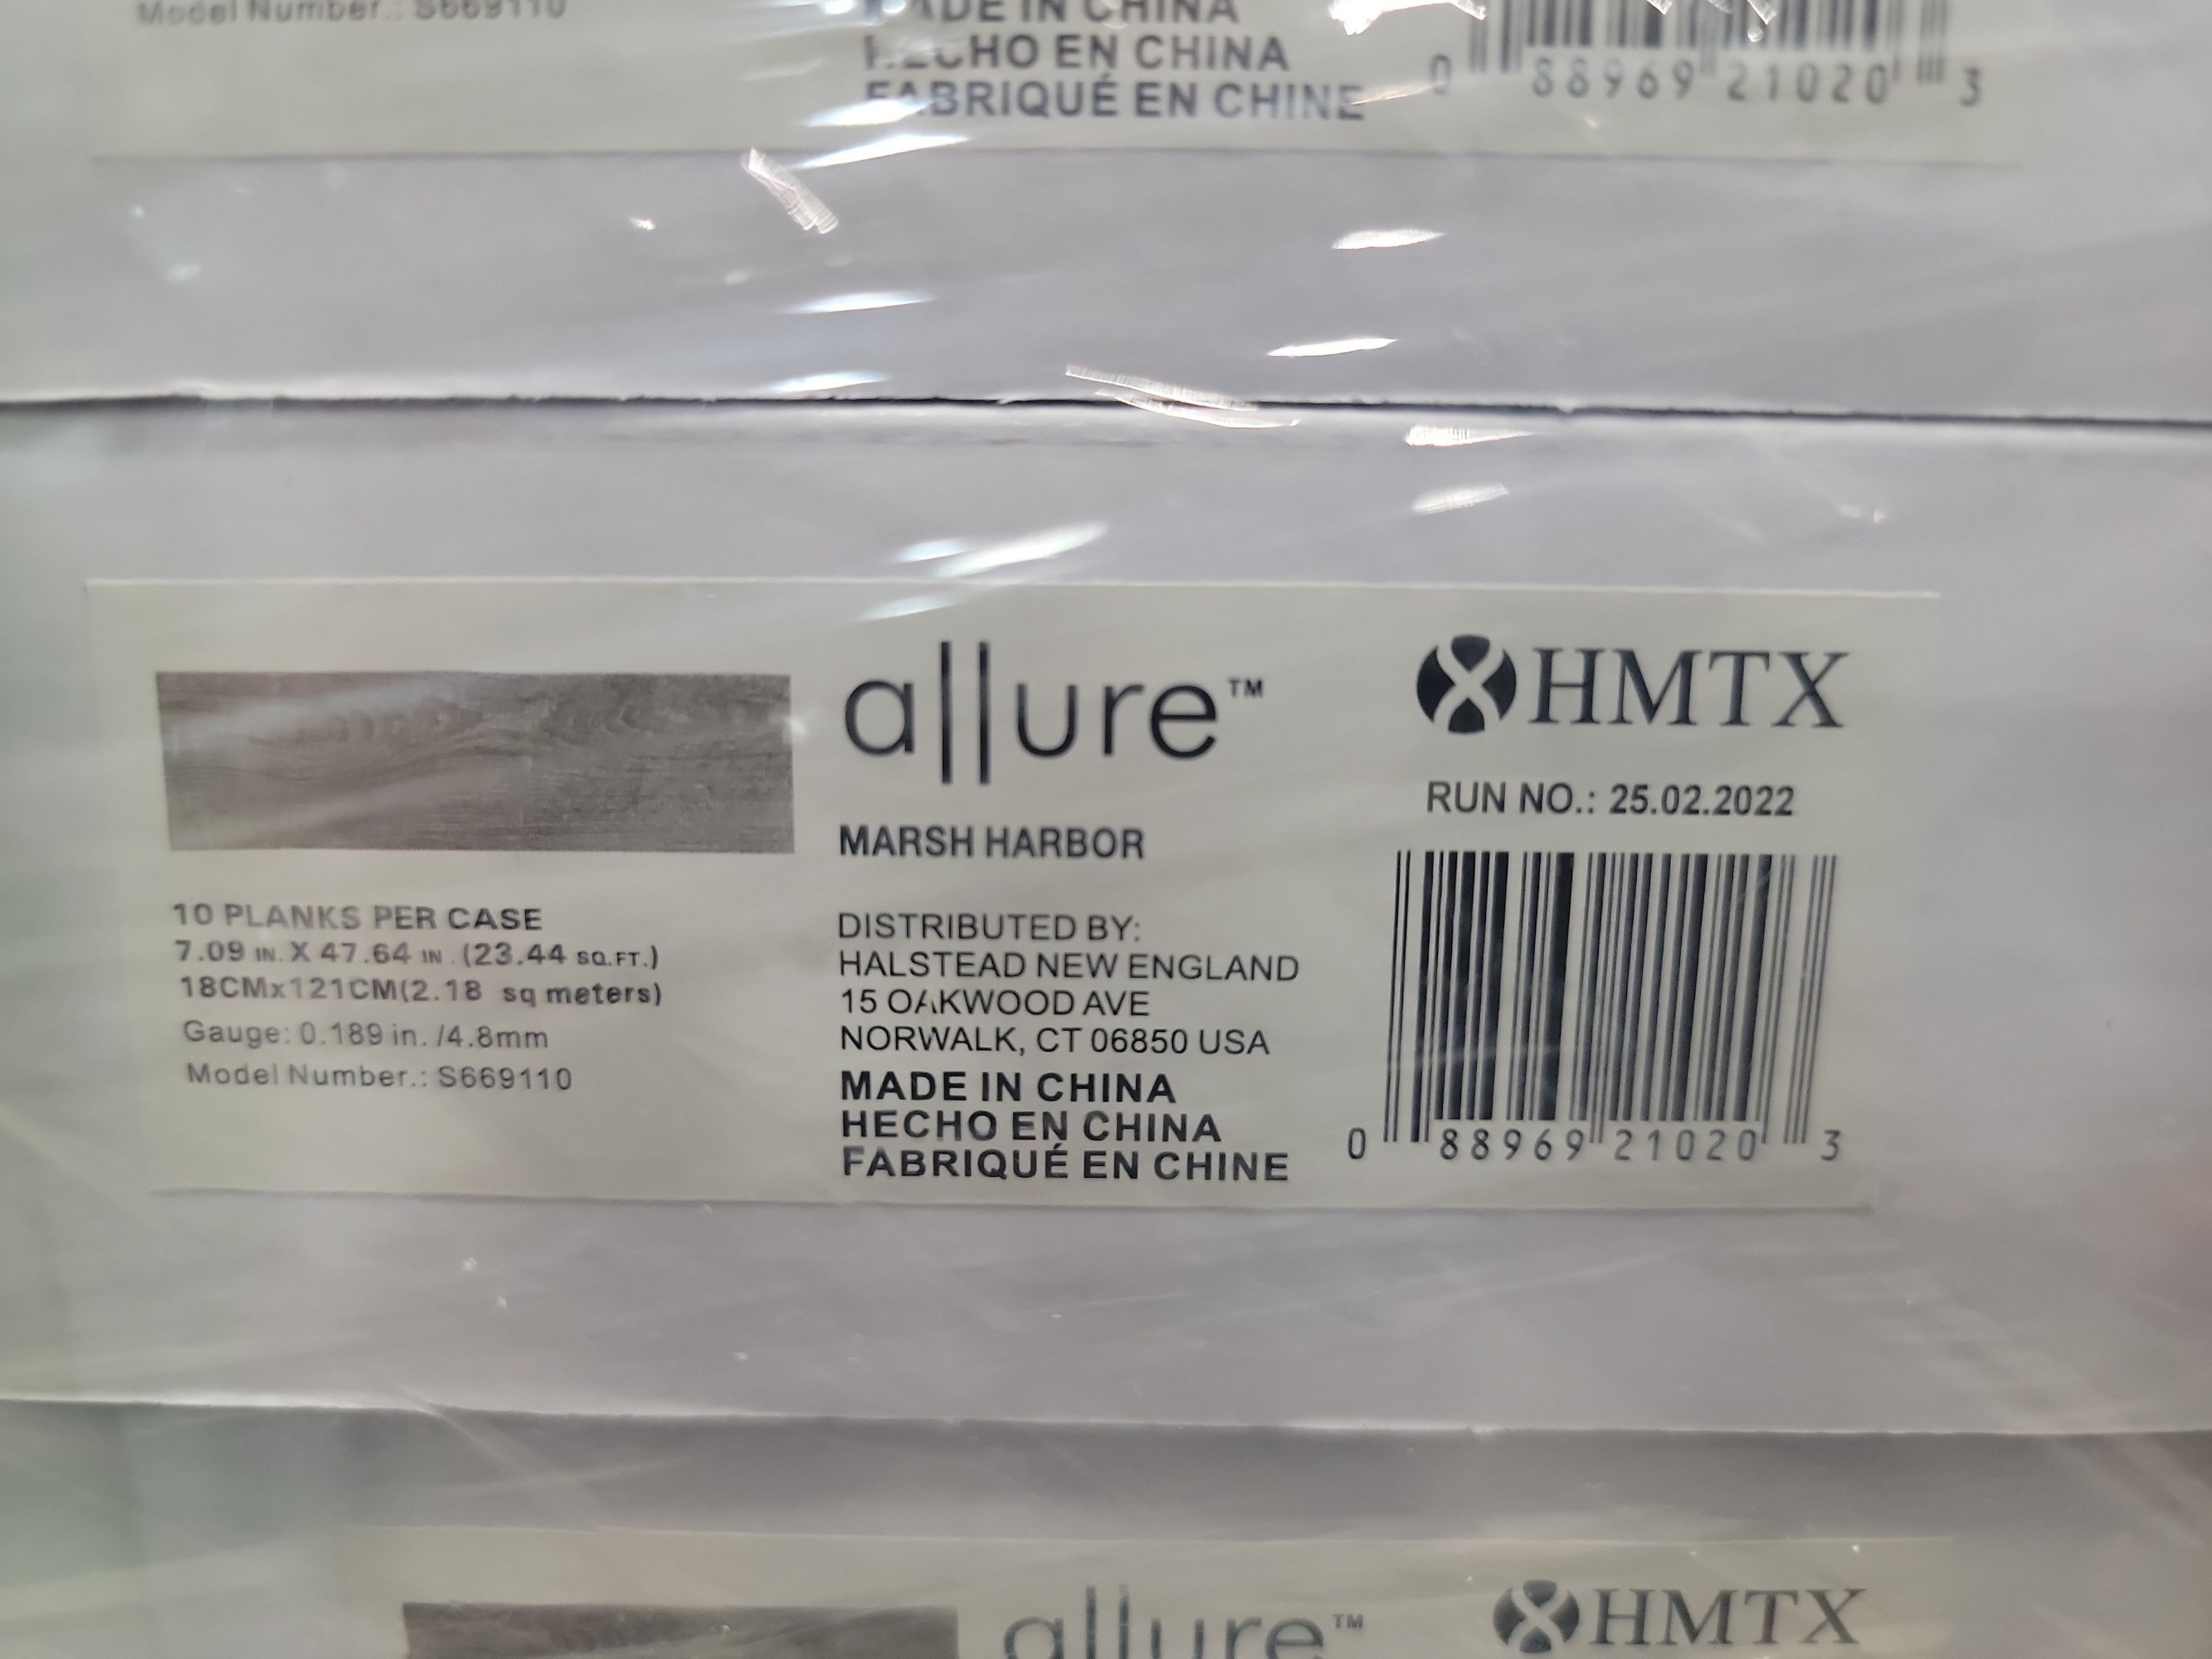 Model Number.: S669110
MADE IN CHINA
HECHO EN CHINA
FABRIQUÉ EN CHINE
0 88969 21020 3
allure™
MARSH HARBOR
10 PLANKS PER CASE
7.09 IN. X 47.64 IN. (23.44 SQ.FT.)
18CMx121CM(2.18 sq meters)
Gauge: 0.189 in. /4.8mm
Model Number.: S669110
DISTRIBUTED BY:
HALSTEAD NEW ENGLAND
15 OAKWOOD AVE
NORWALK, CT 06850 USA
MADE IN CHINA
HECHO EN CHINA
FABRIQUÉ EN CHINE
HMTX
RUN NO.: 25.02.2022
0 88969 21020 3
allure™
HMTX